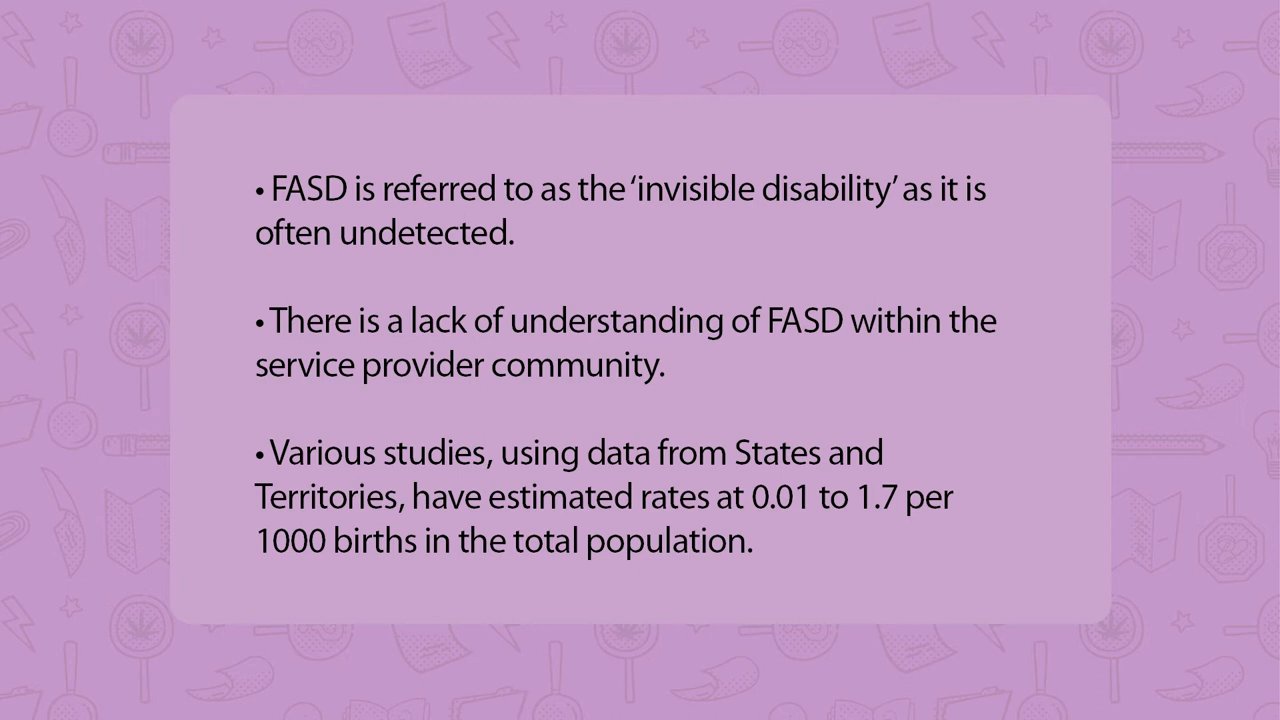 • FASD is referred to as the ‘invisible disability’ as it is
often undetected.
• There is a lack of understanding of FASD within the
service provider community.
• Various studies, using data from States and
Territories, have estimated rates at 0.01 to 1.7 per
1000 births in the total population.